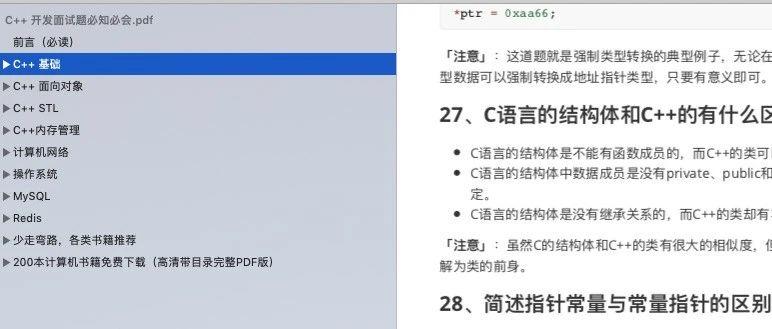 C++ 开发面试题必知必会.pdf
前言（必读）
C++ 基础
C++ 面向对象
C++ STL
C++内存管理
计算机网络
操作系统
MySQL
Redis
少走弯路，各类书籍推荐
200本计算机书籍免费下载（高清带目录完整PDF版）
*ptr = 0xaa66;
「注意」：这道题就是强制类型转换的典型例子，无论在
型数据可以强制转换成地址指针类型，只要有意义即可。
27、C语言的结构体和C++的有什么区
C语言的结构体是不能有函数成员的，而C++的类可
C语言的结构体中数据成员是没有private、public和
定。
C语言的结构体是没有继承关系的，而C++的类却有
「注意」：虽然C的结构体和C++的类有很大的相似度，但
解为类的前身。
28、简述指针常量与常量指针的区别